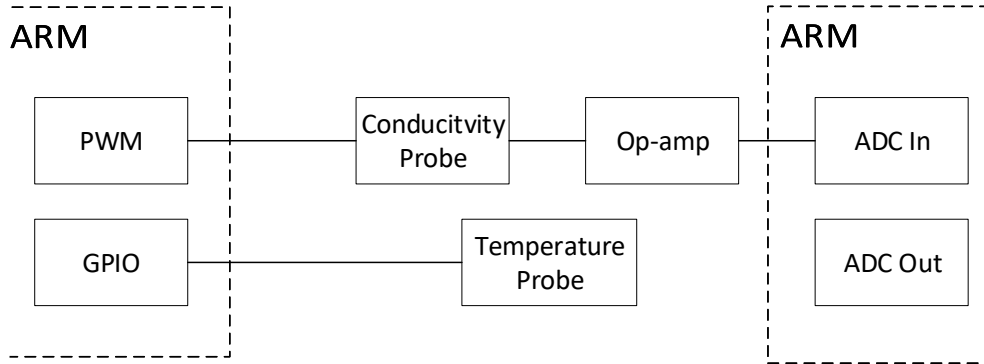 ARM
ARM
PWM
Conducitvity
Probe
Op-amp
ADC In
GPIO
Temperature
Probe
ADC Out